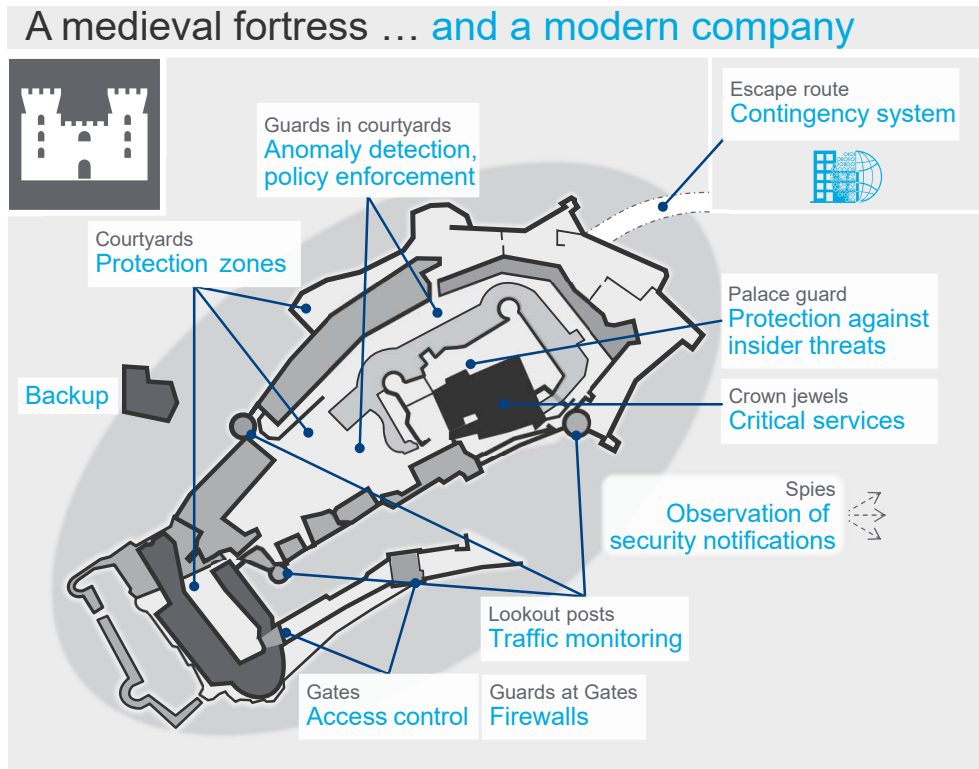 A medieval fortress … and a modern company
Escape route
Contingency system
Guards in courtyards
Anomaly detection,
policy enforcement
Courtyards
Protection zones
Palace guard
Protection against
insider threats
Backup
Crown jewels
Critical services
Spies
Observation of
security notifications
Lookout posts
Traffic monitoring
Gates
Access control
Guards at Gates
Firewalls